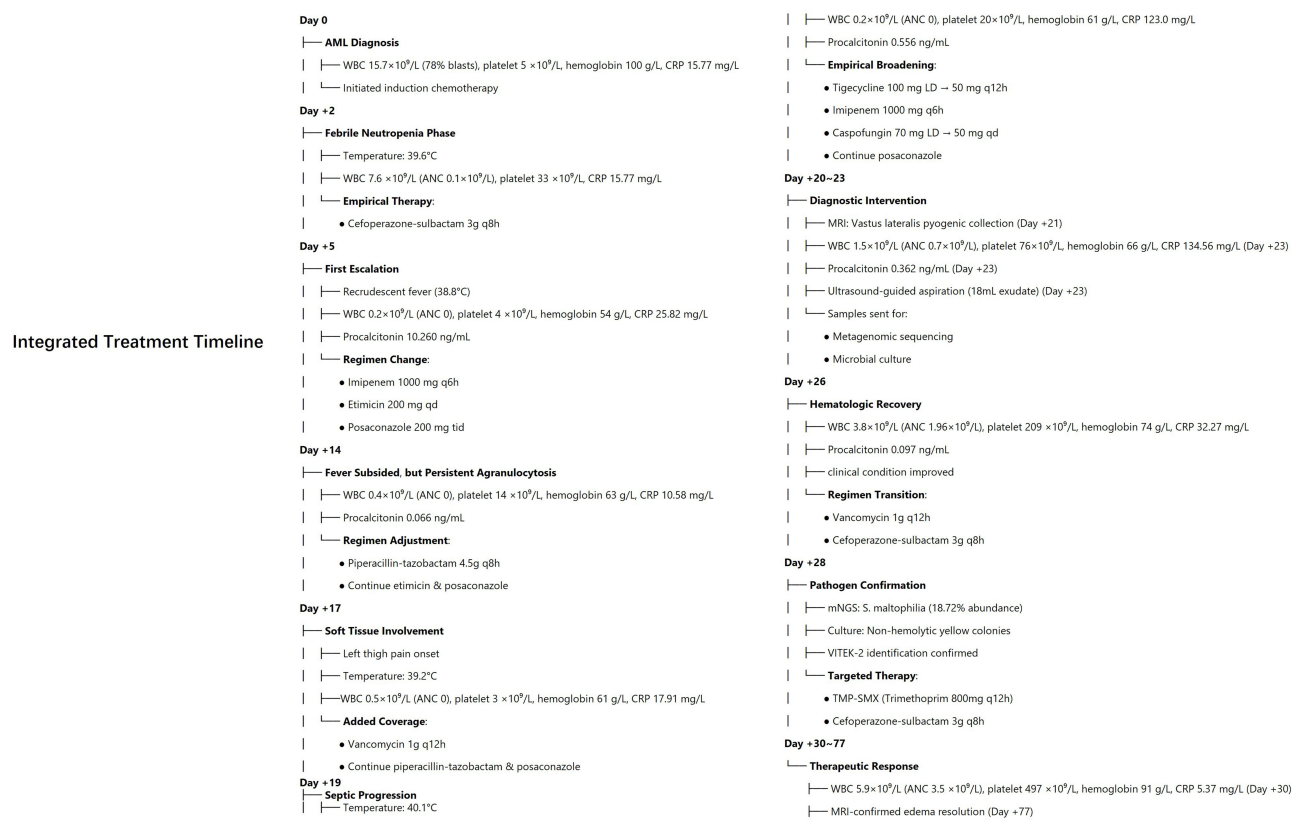 Integrated Treatment Timeline
Day 0
AML Diagnosis
WBC 15.7×10⁹/L (78% blasts), platelet 5 ×10⁹/L, hemoglobin 100 g/L, CRP 15.77 mg/L
Initiated induction chemotherapy
Day +2
Febrile Neutropenia Phase
Temperature: 39.6°C
WBC 7.6 ×10⁹/L (ANC 0.1×10⁹/L), platelet 33 ×10⁹/L, CRP 15.77 mg/L
Empirical Therapy:
● Cefoperazone-sulbactam 3g q8h
Day +5
First Escalation
Recrudescent fever (38.8°C)
WBC 0.2×10⁹/L (ANC 0), platelet 4 ×10⁹/L, hemoglobin 54 g/L, CRP 25.82 mg/L
Procalcitonin 10.260 ng/mL
Regimen Change:
● Imipenem 1000 mg q6h
● Etimicin 200 mg qd
● Posaconazole 200 mg tid
Day +14
Fever Subsided, but Persistent Agranulocytosis
WBC 0.4×10⁹/L (ANC 0), platelet 14 ×10⁹/L, hemoglobin 63 g/L, CRP 10.58 mg/L
Procalcitonin 0.066 ng/mL
Regimen Adjustment:
● Piperacillin-tazobactam 4.5g q8h
● Continue etimicin & posaconazole
Day +17
Soft Tissue Involvement
Left thigh pain onset
Temperature: 39.2°C
WBC 0.5×10⁹/L (ANC 0), platelet 3 ×10⁹/L, hemoglobin 61 g/L, CRP 17.91 mg/L
Added Coverage:
● Vancomycin 1g q12h
● Continue piperacillin-tazobactam & posaconazole
Day +19
Septic Progression
Temperature: 40.1°C
WBC 0.2×10⁹/L (ANC 0), platelet 20×10⁹/L, hemoglobin 61 g/L, CRP 123.0 mg/L
Procalcitonin 0.556 ng/mL
Empirical Broadening:
● Tigecycline 100 mg LD → 50 mg q12h
● Imipenem 1000 mg q6h
● Caspofungin 70 mg LD → 50 mg qd
● Continue posaconazole
Day +20~23
Diagnostic Intervention
MRI: Vastus lateralis pyogenic collection (Day +21)
WBC 1.5×10⁹/L (ANC 0.7×10⁹/L), platelet 76×10⁹/L, hemoglobin 66 g/L, CRP 134.56 mg/L (Day +23)
Procalcitonin 0.362 ng/mL (Day +23)
Ultrasound-guided aspiration (18mL exudate) (Day +23)
Samples sent for:
● Metagenomic sequencing
● Microbial culture
Day +26
Hematologic Recovery
WBC 3.8×10⁹/L (ANC 1.96×10⁹/L), platelet 209 ×10⁹/L, hemoglobin 74 g/L, CRP 32.27 mg/L
Procalcitonin 0.097 ng/mL
clinical condition improved
Regimen Transition:
● Vancomycin 1g q12h
● Cefoperazone-sulbactam 3g q8h
Day +28
Pathogen Confirmation
mNGS: S. maltophilia (18.72% abundance)
Culture: Non-hemolytic yellow colonies
VITEK-2 identification confirmed
Targeted Therapy:
● TMP-SMX (Trimethoprim 800mg q12h)
● Cefoperazone-sulbactam 3g q8h
Day +30~77
Therapeutic Response
WBC 5.9×10⁹/L (ANC 3.5 ×10⁹/L), platelet 497 ×10⁹/L, hemoglobin 91 g/L, CRP 5.37 mg/L (Day +30)
MRI-confirmed edema resolution (Day +77)